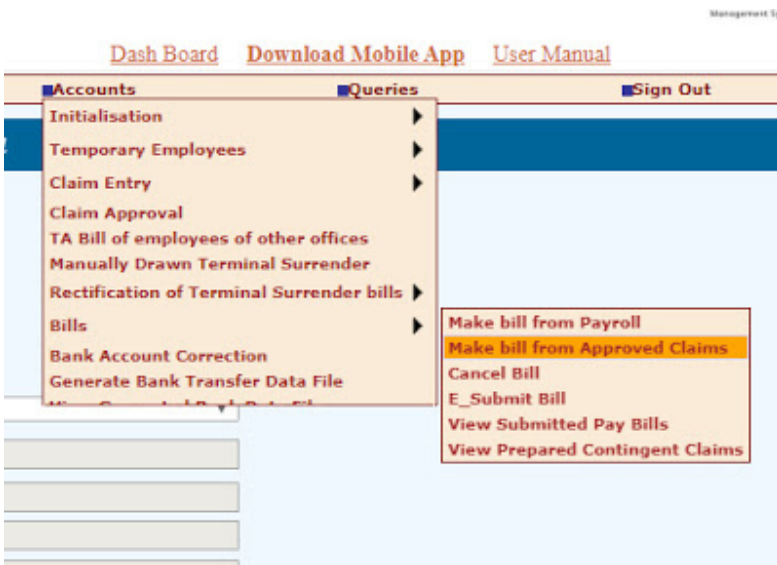 Management
Dash Board Download Mobile App User Manual
Accounts Queries Sign Out
Initialisation
Temporary Employees
Claim Entry
Claim Approval
TA Bill of employees of other offices
Manually Drawn Terminal Surrender
Rectification of Terminal Surrender bills
Bills
Bank Account Correction
Generate Bank Transfer Data File
Make bill from Payroll
Make bill from Approved Claims
Cancel Bill
E_Submit Bill
View Submitted Pay Bills
View Prepared Contingent Claims